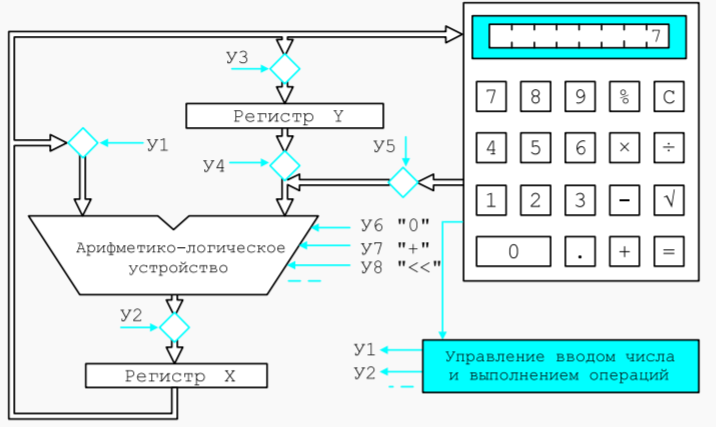 7
У3
Регистр Y
7 8 9 % C
У1
У4
У5
4 5 6 × ÷
1 2 3 − √
У6 "0"
У7 "+"
У8 "<<"
Арифметико-логическое
устройство
0 . + =
У2
У1
У2
Управление вводом числа
и выполнением операций
Регистр X